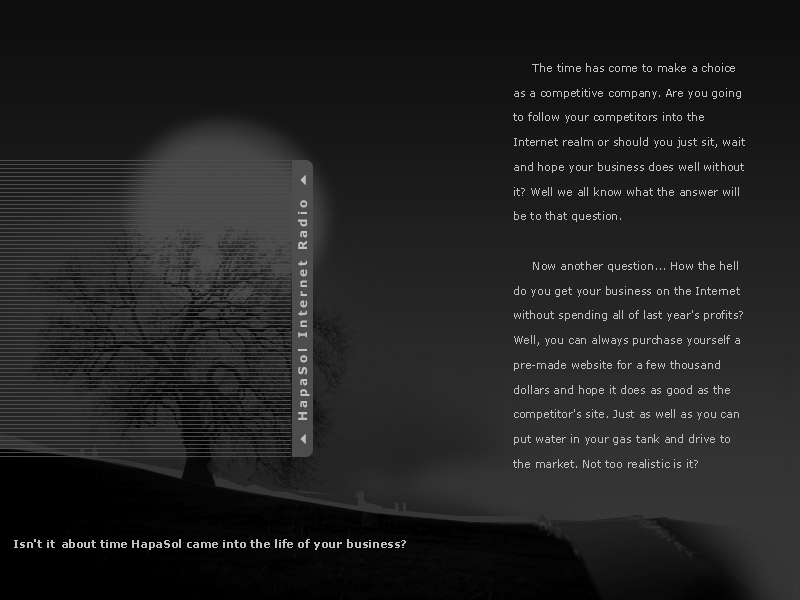 The time has come to make a choice
as a competitive company. Are you going
to follow your competitors into the
Internet realm or should you just sit, wait
and hope your business does well without
it? Well we all know what the answer will
be to that question.
Now another question... How the hell
do you get your business on the Internet
without spending all of last year's profits?
Well, you can always purchase yourself a
pre-made website for a few thousand
dollars and hope it does as good as the
competitor's site. Just as well as you can
put water in your gas tank and drive to
the market. Not too realistic is it?
HapaSol Internet Radio
Isn't it about time HapaSol came into the life of your business?